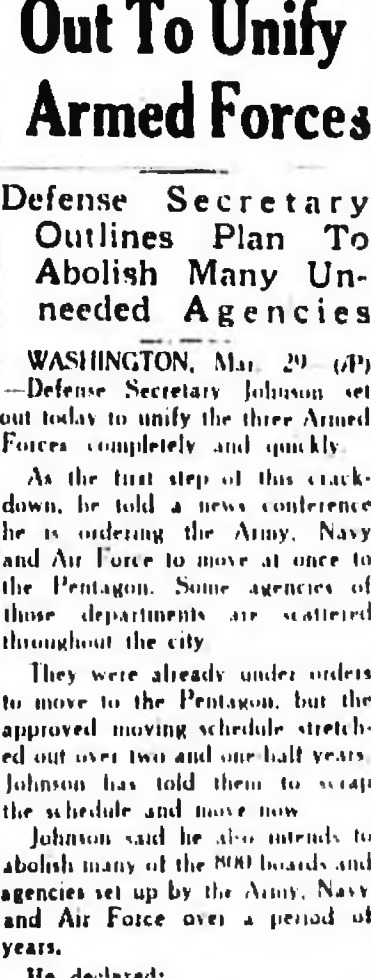 Out To Unify
Armed Forces
Defense Secretary
Outlines Plan To
Abolish Many Un-
needed Agencies
WASHINGTON, Mar. 29 (AP)
—Defense Secretary Johnson set
out today to unify the three Armed
Forces completely and quickly
As the first step of this crack-
down, he told a news conference
he is ordering the Army, Navy
and Air Force to move at once to
the Pentagon. Some agencies of
those departments are scattered
throughout the city
They were already under orders
to move to the Pentagon, but the
approved moving schedule stretch-
ed out over two and one-half years.
Johnson has told them to scrap
the schedule and move now
Johnson said he also intends to
abolish many of the 800 boards and
agencies set up by the Army, Navy
and Air Force over a period of
years.
He declared: